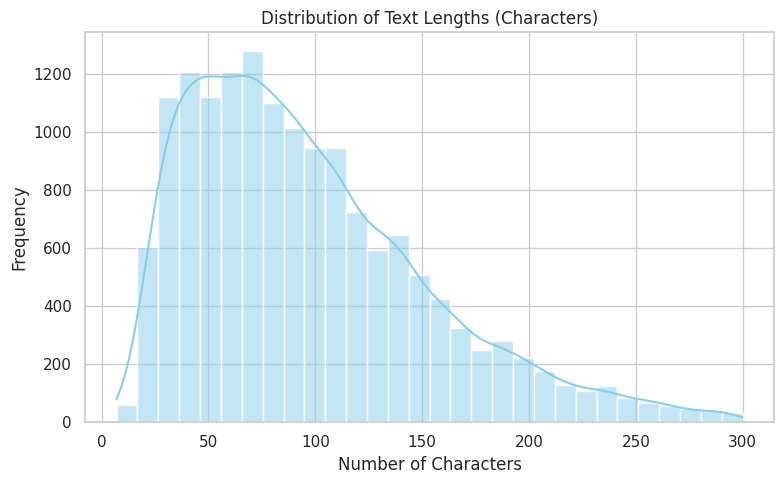 Distribution of Text Lengths (Characters)
1200
1000
800
600
400
200
0
Frequency
0 50 100 150 200 250 300
Number of Characters